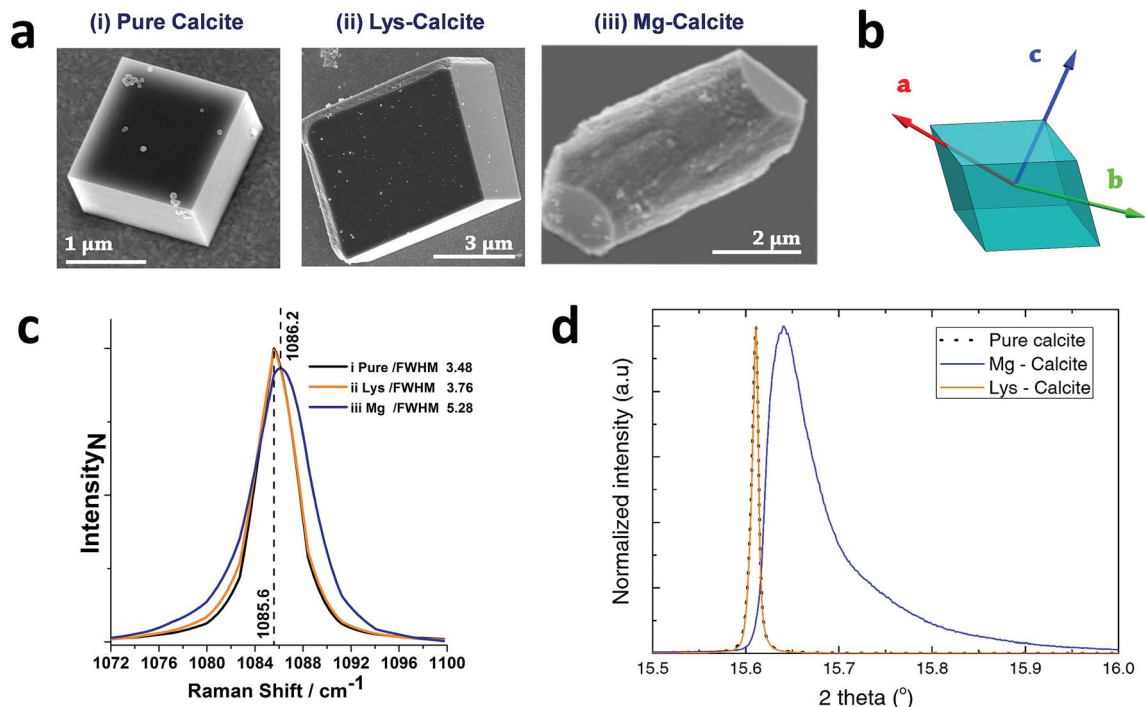 a
(i) Pure Calcite
(ii) Lys-Calcite
(iii) Mg-Calcite
1 µm
3 µm
2 µm
b
a
c
b
c
1086.2
1085.6
i Pure /FWHM 3.48
ii Lys /FWHM 3.76
iii Mg /FWHM 5.28
IntensityN
1072 1076 1080 1084 1088 1092 1096 1100
Raman Shift / cm-1
d
Pure calcite
Mg - Calcite
Lys - Calcite
Normalized intensity (a.u)
15.5 15.6 15.7 15.8 15.9 16.0
2 theta (°)